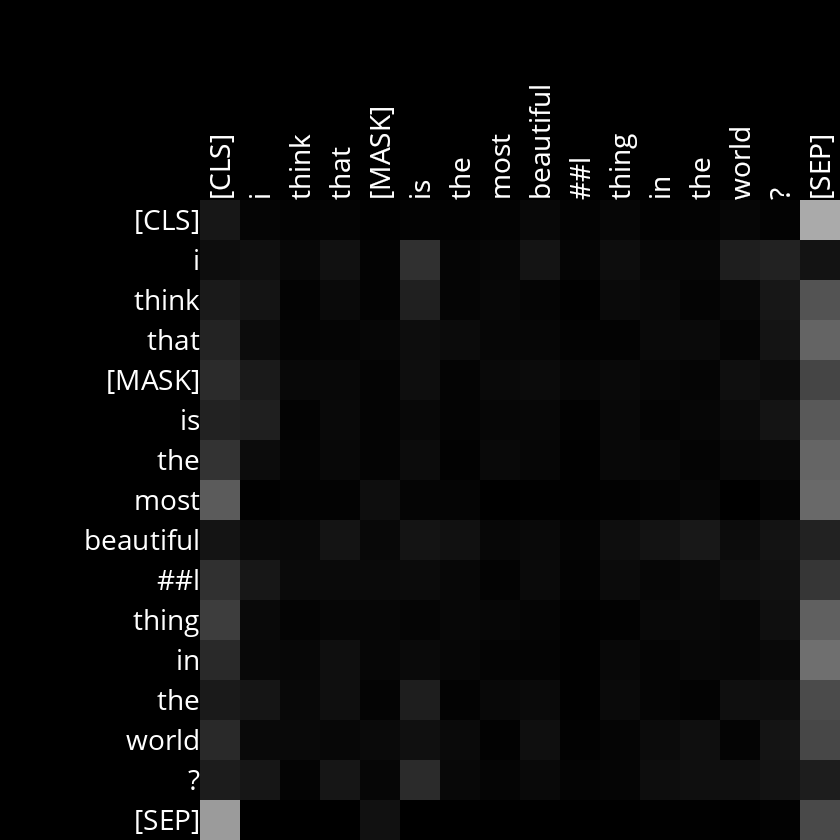 [CLS] i think that [MASK] is the most beautiful ##l thing in the world ? [SEP]
[CLS]
i
think
that
[MASK]
is
the
most
beautiful
##l
thing
in
the
world
?
[SEP]